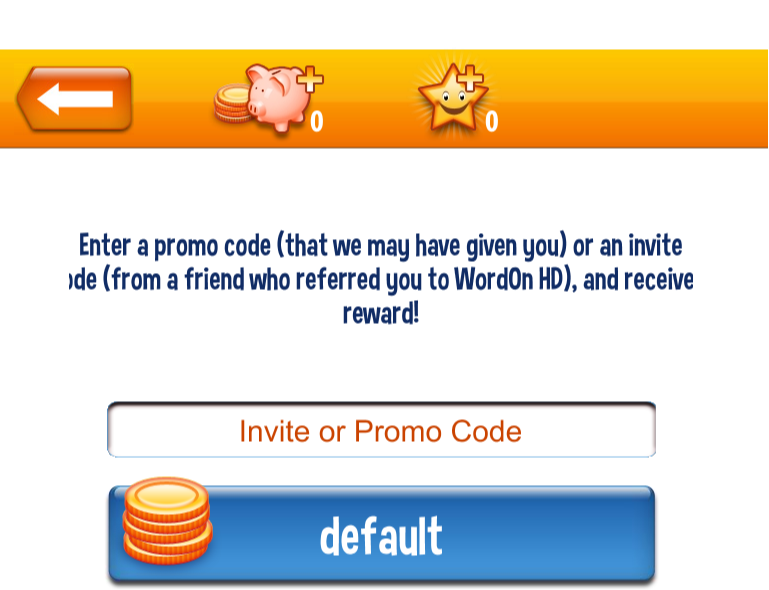 0
0
Enter a promo code (that we may have given you) or an invite
ode (from a friend who referred you to WordOn HD), and receive
reward!
Invite or Promo Code
default